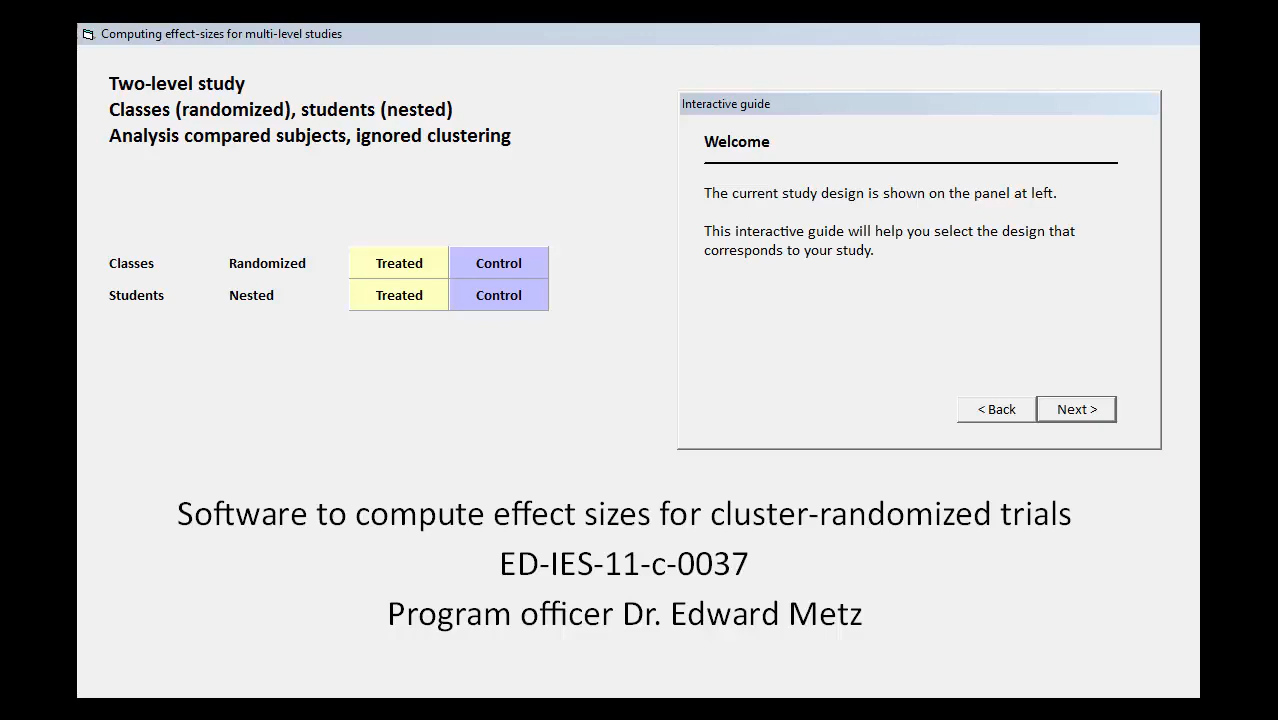 Computing effect-sizes for multi-level studies
Two-level study
Classes (randomized), students (nested)
Analysis compared subjects, ignored clustering
Classes Randomized Treated Control
Students Nested Treated Control
Interactive guide
Welcome
The current study design is shown on the panel at left.
This interactive guide will help you select the design that
corresponds to your study.
< Back Next >
Software to compute effect sizes for cluster-randomized trials
ED-IES-11-c-0037
Program officer Dr. Edward Metz